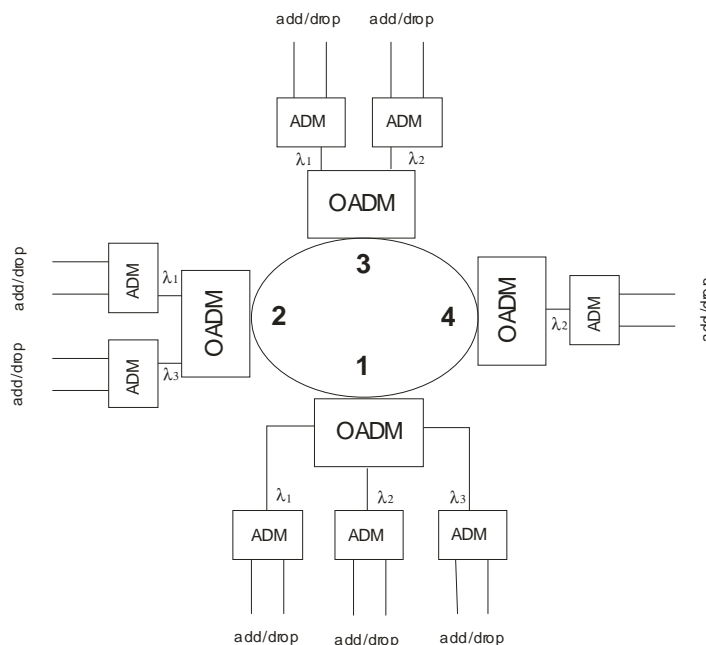 add/drop add/drop
ADM ADM
λ1 λ2
OADM
3
add/drop ADM λ1
OADM 2
add/drop ADM λ3
4 OADM
λ2 ADM add/drop
1
OADM
λ1 λ2 λ3
ADM ADM ADM
add/drop add/drop add/drop